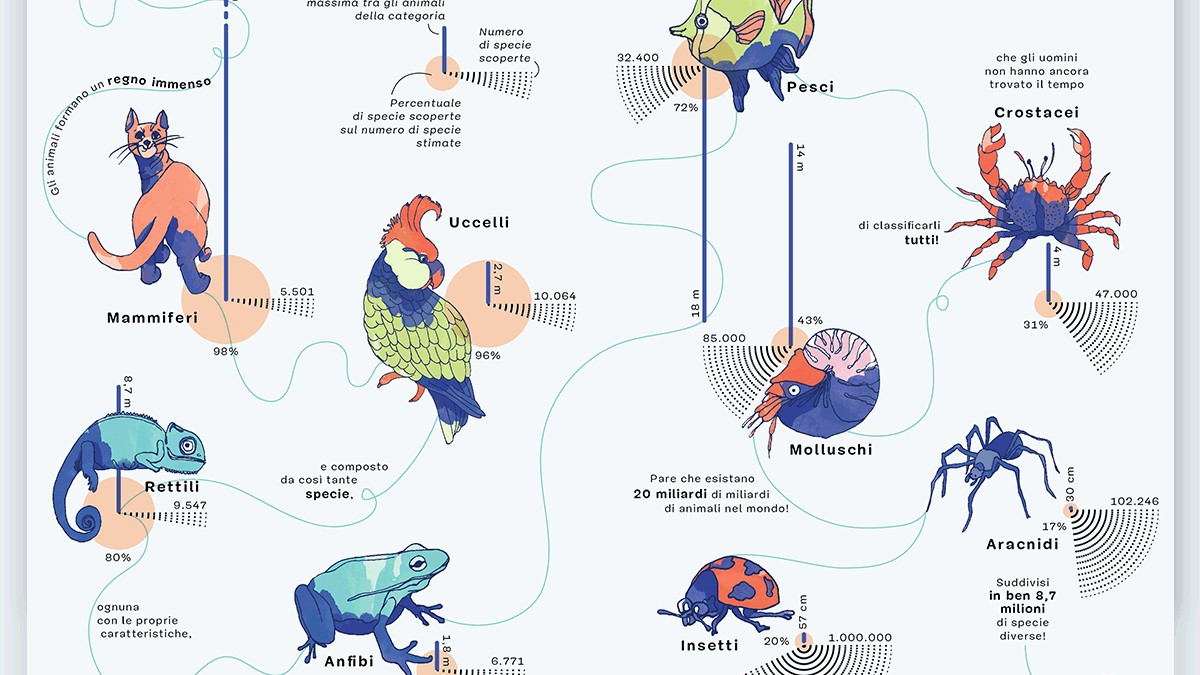 massima tra gli animali
della categoria
Numero
di specie
scoperte
Percentuale
di specie scoperte
sul numero di specie
stimate
Gli animali formano un regno immenso
Mammiferi
5.501
98%
Uccelli
2,7 m
10.064
96%
32.400
72%
Pesci
18 m
14 m
che gli uomini
non hanno ancora
trovato il tempo
Crostacei
di classificarli
tutti!
4 m
47.000
31%
43%
85.000
Molluschi
8,7 m
Rettili
9.547
80%
e composto
da così tante
specie,
Pare che esistano
20 miliardi di miliardi
di animali nel mondo!
30 cm
102.246
17%
Aracnidi
ognuna
con le proprie
caratteristiche,
Anfibi
1,8 m
6.771
Insetti
57 cm
20%
1.000.000
Suddivisi
in ben 8,7
milioni
di specie
diverse!